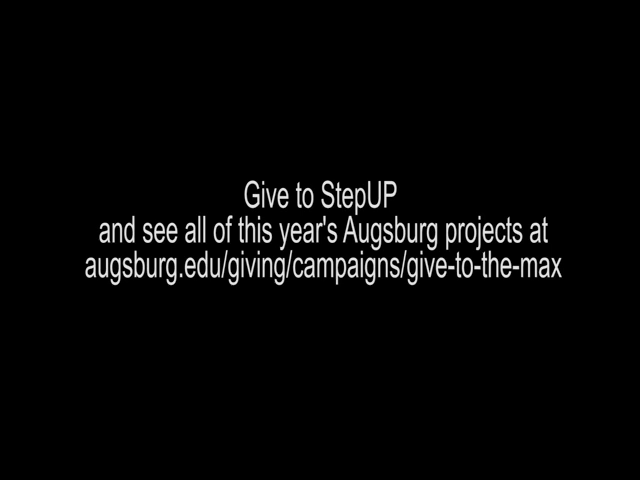 Give to StepUP
and see all of this year's Augsburg projects at
augsburg.edu/giving/campaigns/give-to-the-max